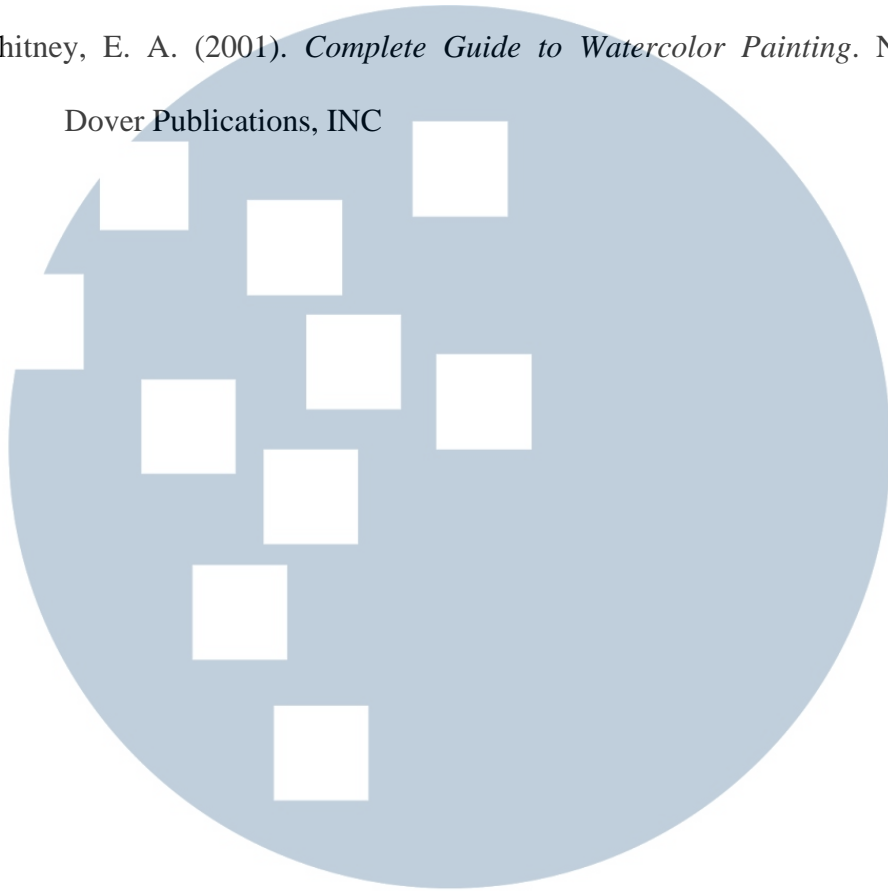 hitney, E. A. (2001). Complete Guide to Watercolor Painting. N
Dover Publications, INC